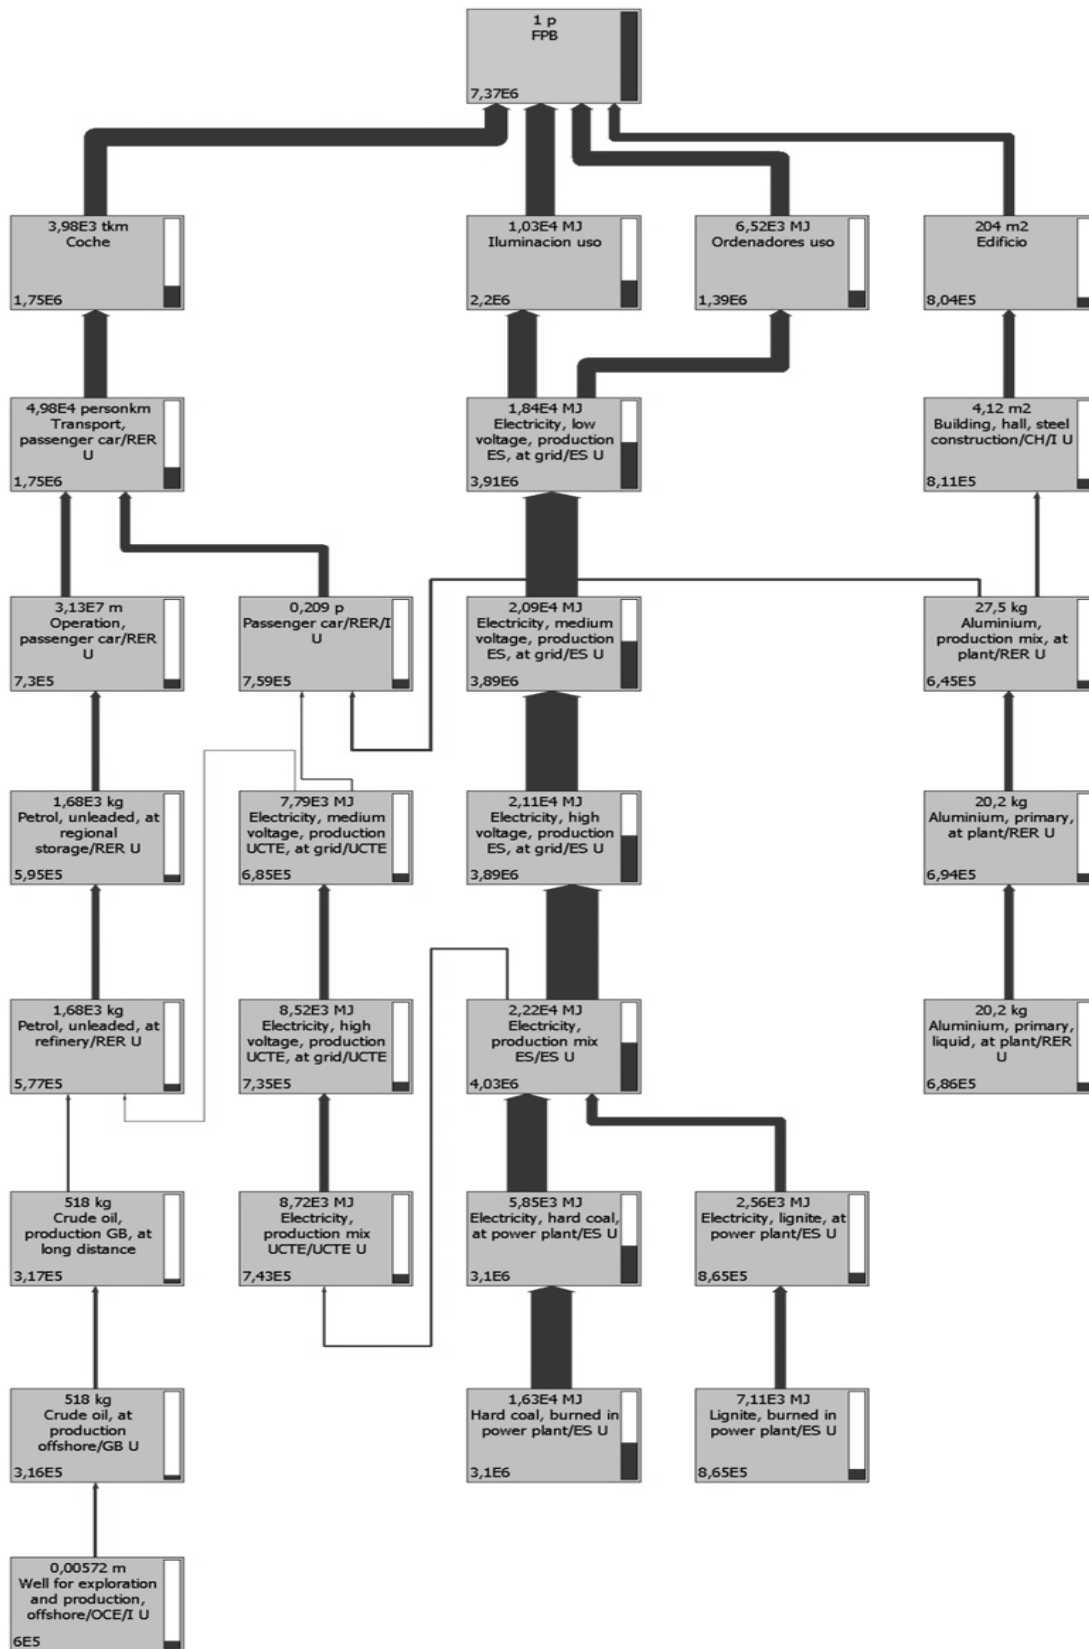 1 p
FPB
7,37E6
3,98E3 tkm
Coche
1,75E6
1,03E4 MJ
Iluminacion uso
2,2E6
6,52E3 MJ
Ordenadores uso
1,39E6
204 m2
Edificio
8,04E5
4,98E4 personkm
Transport,
passenger car/RER
U
1,75E6
1,84E4 MJ
Electricity, low
voltage, production
ES, at grid/ES U
3,91E6
4,12 m2
Building, hall, steel
construction/CH/I U
8,11E5
3,13E7 m
Operation,
passenger car/RER
U
7,3E5
0,209 p
Passenger car/RER/I
U
7,59E5
2,09E4 MJ
Electricity, medium
voltage, production
ES, at grid/ES U
3,89E6
27,5 kg
Aluminium,
production mix, at
plant/RER U
6,45E5
1,68E3 kg
Petrol, unleaded, at
regional
storage/RER U
5,95E5
7,79E3 MJ
Electricity, medium
voltage, production
UCTE, at grid/UCTE
6,85E5
2,11E4 MJ
Electricity, high
voltage, production
ES, at grid/ES U
3,89E6
20,2 kg
Aluminium, primary,
at plant/RER U
6,94E5
1,68E3 kg
Petrol, unleaded, at
refinery/RER U
5,77E5
8,52E3 MJ
Electricity, high
voltage, production
UCTE, at grid/UCTE
7,35E5
2,22E4 MJ
Electricity,
production mix
ES/ES U
4,03E6
20,2 kg
Aluminium, primary,
liquid, at plant/RER
U
6,86E5
518 kg
Crude oil,
production GB, at
long distance
3,17E5
8,72E3 MJ
Electricity,
production mix
UCTE/UCTE U
7,43E5
5,85E3 MJ
Electricity, hard coal,
at power plant/ES U
3,1E6
2,56E3 MJ
Electricity, lignite, at
power plant/ES U
8,65E5
518 kg
Crude oil, at
production
offshore/GB U
3,16E5
1,63E4 MJ
Hard coal, burned in
power plant/ES U
3,1E6
7,11E3 MJ
Lignite, burned in
power plant/ES U
8,65E5
0,00572 m
Well for exploration
and production,
offshore/OCE/I U
6E5